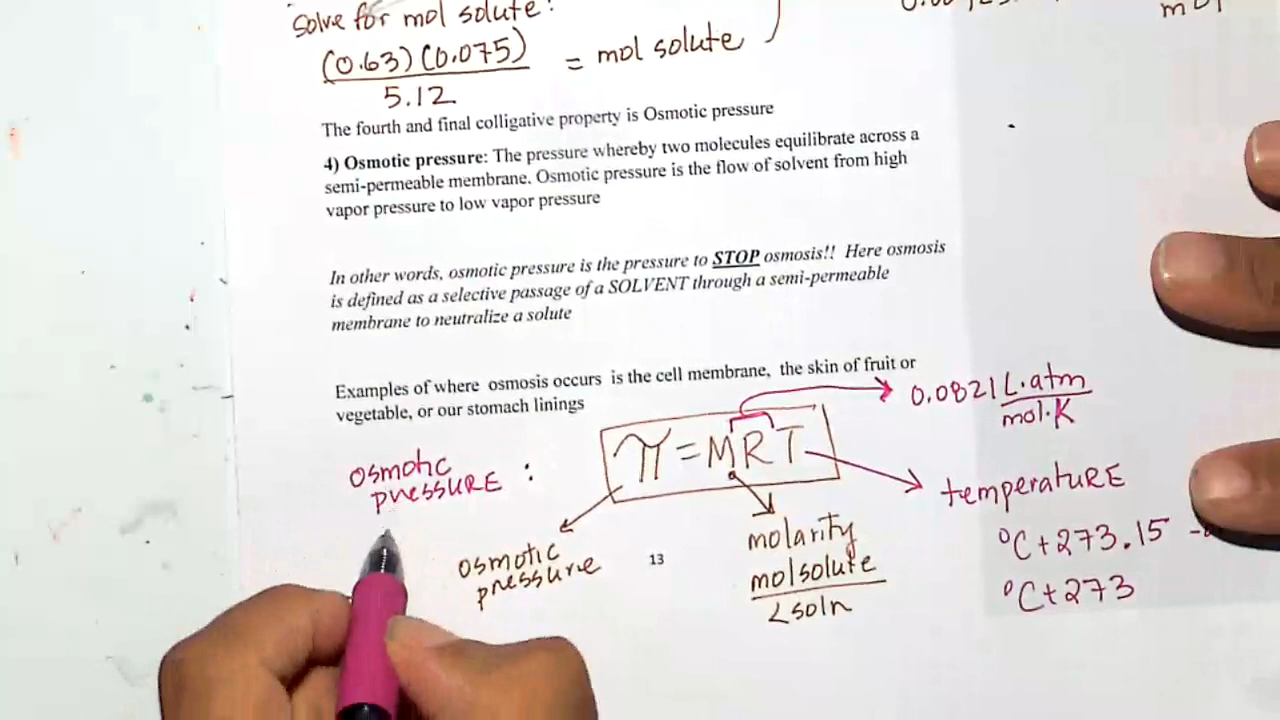 Solve for mol solute:
(0.63)(0.075) = mol solute
5.12
The fourth and final colligative property is Osmotic pressure
4) Osmotic pressure: The pressure whereby two molecules equilibrate across a
semi-permeable membrane. Osmotic pressure is the flow of solvent from high
vapor pressure to low vapor pressure
In other words, osmotic pressure is the pressure to STOP osmosis!! Here osmosis
is defined as a selective passage of a SOLVENT through a semi-permeable
membrane to neutralize a solute
Examples of where osmosis occurs is the cell membrane, the skin of fruit or
vegetable, or our stomach linings
0.0821 L·atm
mol·K
π = MRT
osmotic
pressURE :
temperatuRE
°C + 273.15
°C + 273
osmotic
pressure
molarity
mol solute
L soln
13